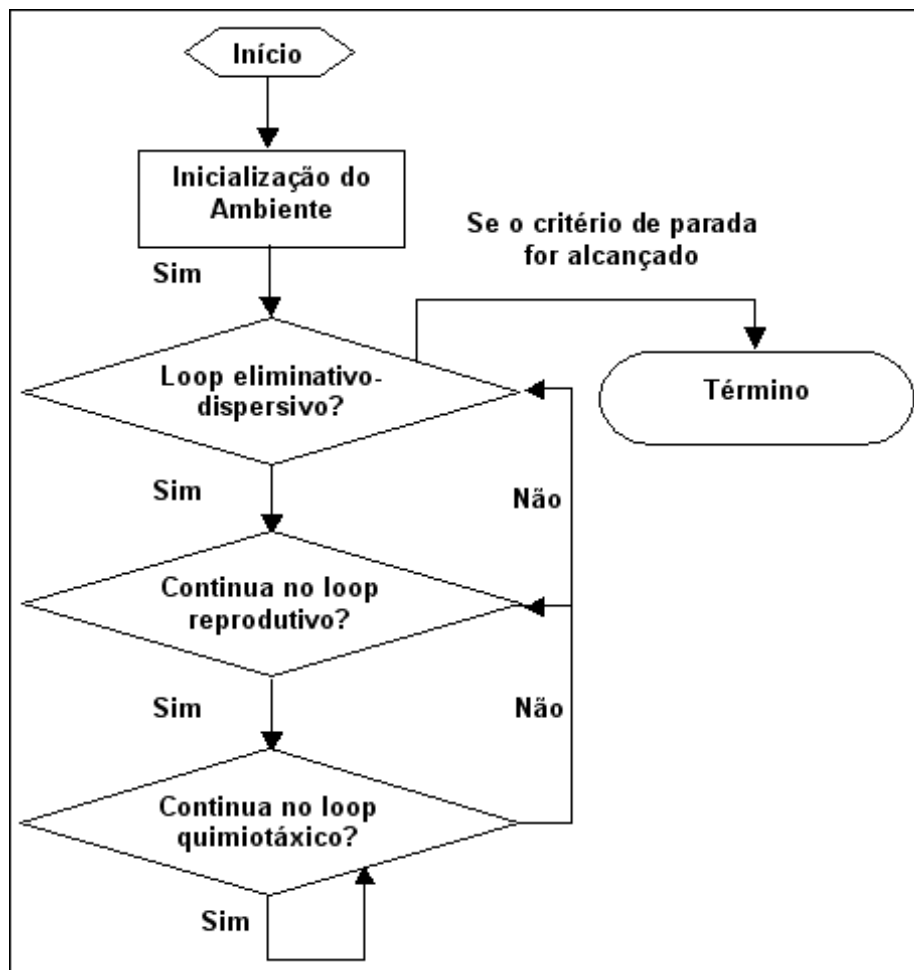 Início
Inicialização do
Ambiente
Se o critério de parada
for alcançado
Sim
Loop eliminativo-
dispersivo?
Término
Sim
Não
Continua no loop
reprodutivo?
Sim
Não
Continua no loop
quimiotáxico?
Sim